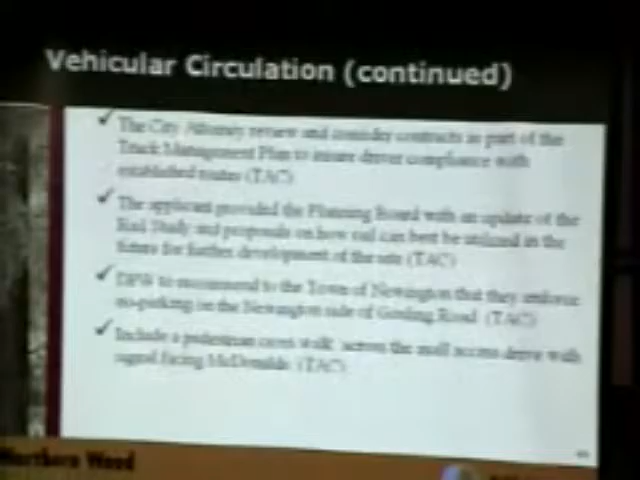 Vehicular Circulation (continued)
The City Attorney review and consider contracts as part of the
Truck Management Plan to insure driver compliance with
established routes (TAC)
The applicant provided the Planning Board with an update of the
Rail Study and proposals on how rail can best be utilized in the
future for further development of the site (TAC)
DPW to recommend to the Town of Newington that they enforce
no-parking on the Newington side of Gosling Road (TAC)
Include a pedestrian cross walk across the mall access drive with
signal facing McDonalds (TAC)
Northern Wood